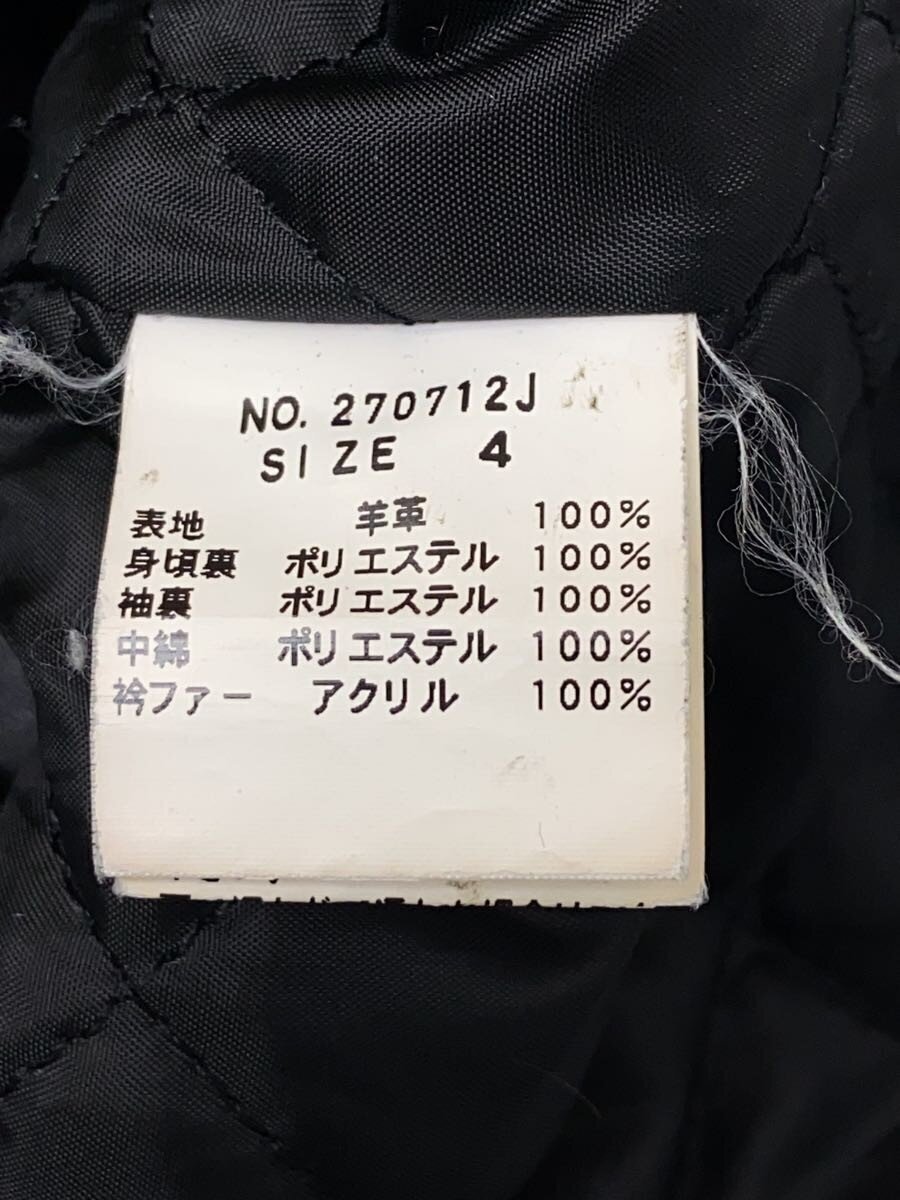 NO. 270712J
SIZE 4
表地 羊革 100%
身頃裏 ポリエステル 100%
袖裏 ポリエステル 100%
中綿 ポリエステル 100%
衿ファー アクリル 100%